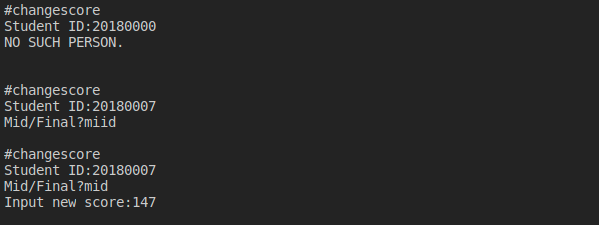 #changescore
Student ID:20180000
NO SUCH PERSON.
#changescore
Student ID:20180007
Mid/Final?miid
#changescore
Student ID:20180007
Mid/Final?mid
Input new score:147